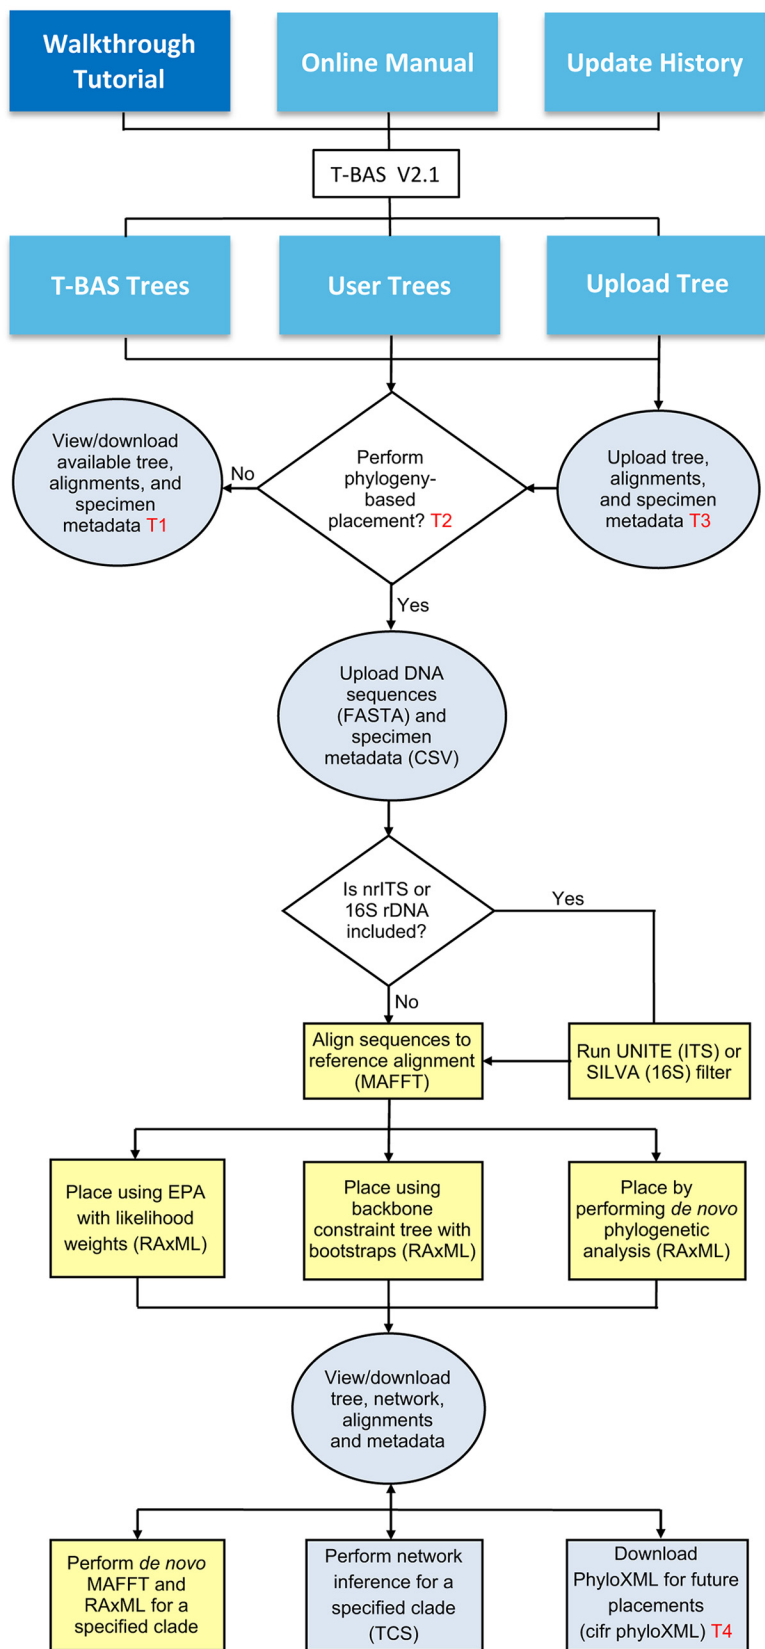 Walkthrough
Tutorial
Online Manual
Update History
T-BAS V2.1
T-BAS Trees
User Trees
Upload Tree
View/download
available tree,
alignments, and
specimen
metadata T1
No
Perform
phylogeny-
based
placement? T2
Upload tree,
alignments,
and specimen
metadata T3
Yes
Upload DNA
sequences
(FASTA) and
specimen
metadata (CSV)
Is nrITS or
16S rDNA
included?
Yes
No
Align sequences to
reference alignment
(MAFFT)
Run UNITE (ITS) or
SILVA (16S) filter
Place using EPA
with likelihood
weights (RAxML)
Place using
backbone
constraint tree with
bootstraps (RAxML)
Place by
performing de novo
phylogenetic
analysis (RAxML)
View/download
tree, network,
alignments
and metadata
Perform de novo
MAFFT and
RAxML for a
specified clade
Perform network
inference for a
specified clade
(TCS)
Download
PhyloXML for future
placements
(cifr phyloXML) T4